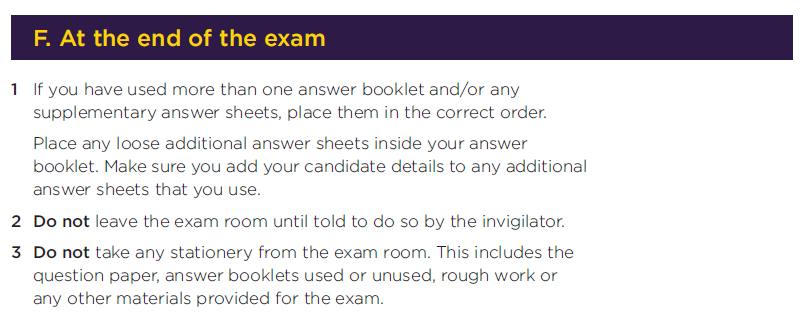 F. At the end of the exam
1 If you have used more than one answer booklet and/or any
supplementary answer sheets, place them in the correct order.
Place any loose additional answer sheets inside your answer
booklet. Make sure you add your candidate details to any additional
answer sheets that you use.
2 Do not leave the exam room until told to do so by the invigilator.
3 Do not take any stationery from the exam room. This includes the
question paper, answer booklets used or unused, rough work or
any other materials provided for the exam.